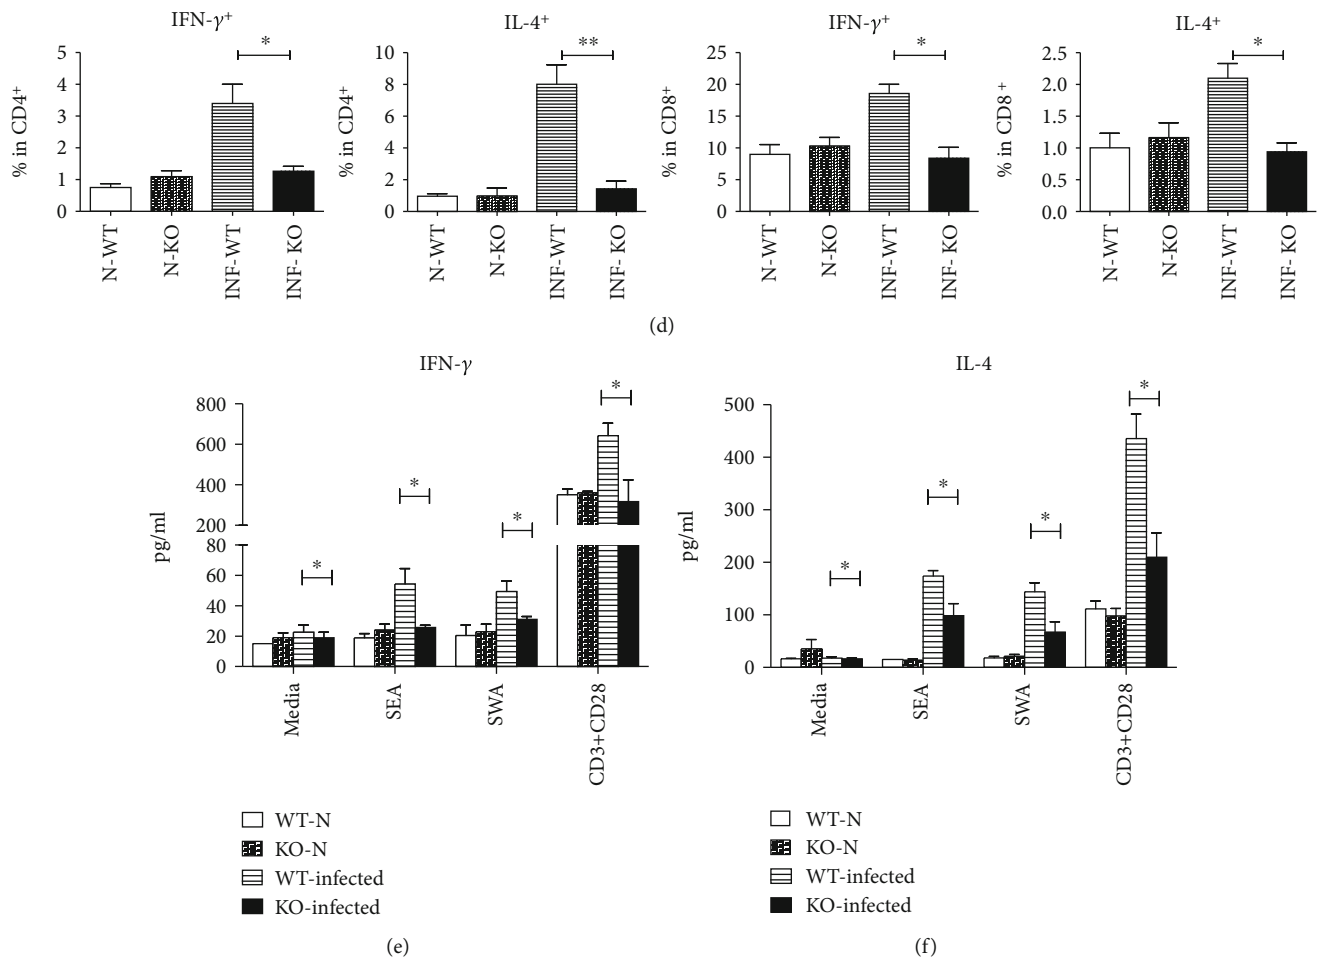 IFN-γ⁺
*
% in CD4⁺
5
4
3
2
1
0
N-WT
N-KO
INF-WT
INF- KO
IL-4⁺
**
% in CD4⁺
10
8
6
4
2
0
N-WT
N-KO
INF-WT
INF- KO
IFN-γ⁺
*
% in CD8⁺
25
20
15
10
5
0
N-WT
N-KO
INF-WT
INF- KO
IL-4⁺
*
% in CD8 ⁺
2.5
2.0
1.5
1.0
0.5
0.0
N-WT
N-KO
INF-WT
INF- KO
(d)
IFN-γ
pg/ml
800
600
400
200
80
60
40
20
0
*
*
*
*
Media
SEA
SWA
CD3+CD28
WT-N
KO-N
WT-infected
KO-infected
(e)
IL-4
pg/ml
500
400
300
200
100
0
*
*
*
*
Media
SEA
SWA
CD3+CD28
WT-N
KO-N
WT-infected
KO-infected
(f)